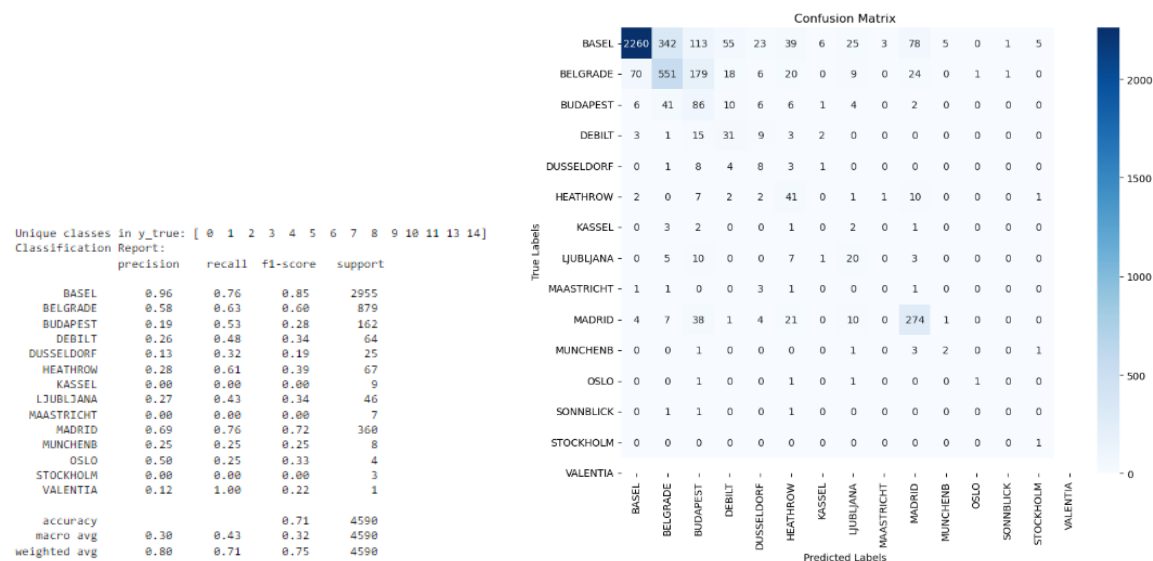 Unique classes in y_true: [ 0 1 2 3 4 5 6 7 8 9 10 11 13 14]
Classification Report:
precision recall f1-score support
BASEL 0.96 0.76 0.85 2955
BELGRADE 0.58 0.63 0.60 879
BUDAPEST 0.19 0.53 0.28 162
DEBILT 0.26 0.48 0.34 64
DUSSELDORF 0.13 0.32 0.19 25
HEATHROW 0.28 0.61 0.39 67
KASSEL 0.00 0.00 0.00 9
LJUBLJANA 0.27 0.43 0.34 46
MAASTRICHT 0.00 0.00 0.00 7
MADRID 0.69 0.76 0.72 360
MUNCHENB 0.25 0.25 0.25 8
OSLO 0.50 0.25 0.33 4
STOCKHOLM 0.00 0.00 0.00 3
VALENTIA 0.12 1.00 0.22 1
accuracy 0.71 4590
macro avg 0.30 0.43 0.32 4590
weighted avg 0.80 0.71 0.75 4590
Confusion Matrix
True Labels
BASEL 2260 342 113 55 23 39 6 25 3 78 5 0 1 5
BELGRADE 70 551 179 18 6 20 0 9 0 24 0 1 1 0
BUDAPEST 6 41 86 10 6 6 1 4 0 2 0 0 0 0
DEBILT 3 1 15 31 9 3 2 0 0 0 0 0 0 0
DUSSELDORF 0 1 8 4 8 3 1 0 0 0 0 0 0 0
HEATHROW 2 0 7 2 2 41 0 1 1 10 0 0 0 1
KASSEL 0 3 2 0 0 1 0 2 0 1 0 0 0 0
LJUBLJANA 0 5 10 0 0 7 1 20 0 3 0 0 0 0
MAASTRICHT 1 1 0 0 3 1 0 0 0 1 0 0 0 0
MADRID 4 7 38 1 4 21 0 10 0 274 1 0 0 0
MUNCHENB 0 0 1 0 0 0 0 1 0 3 2 0 0 1
OSLO 0 0 1 0 0 1 0 1 0 0 0 1 0 0
SONNBLICK 0 1 1 0 0 1 0 0 0 0 0 0 0 0
STOCKHOLM 0 0 0 0 0 0 0 0 0 0 0 0 0 1
VALENTIA
BASEL
BELGRADE
BUDAPEST
DEBILT
DUSSELDORF
HEATHROW
KASSEL
LJUBLJANA
MAASTRICHT
MADRID
MUNCHENB
OSLO
SONNBLICK
STOCKHOLM
VALENTIA
Predicted Labels
2000
1500
1000
500
0